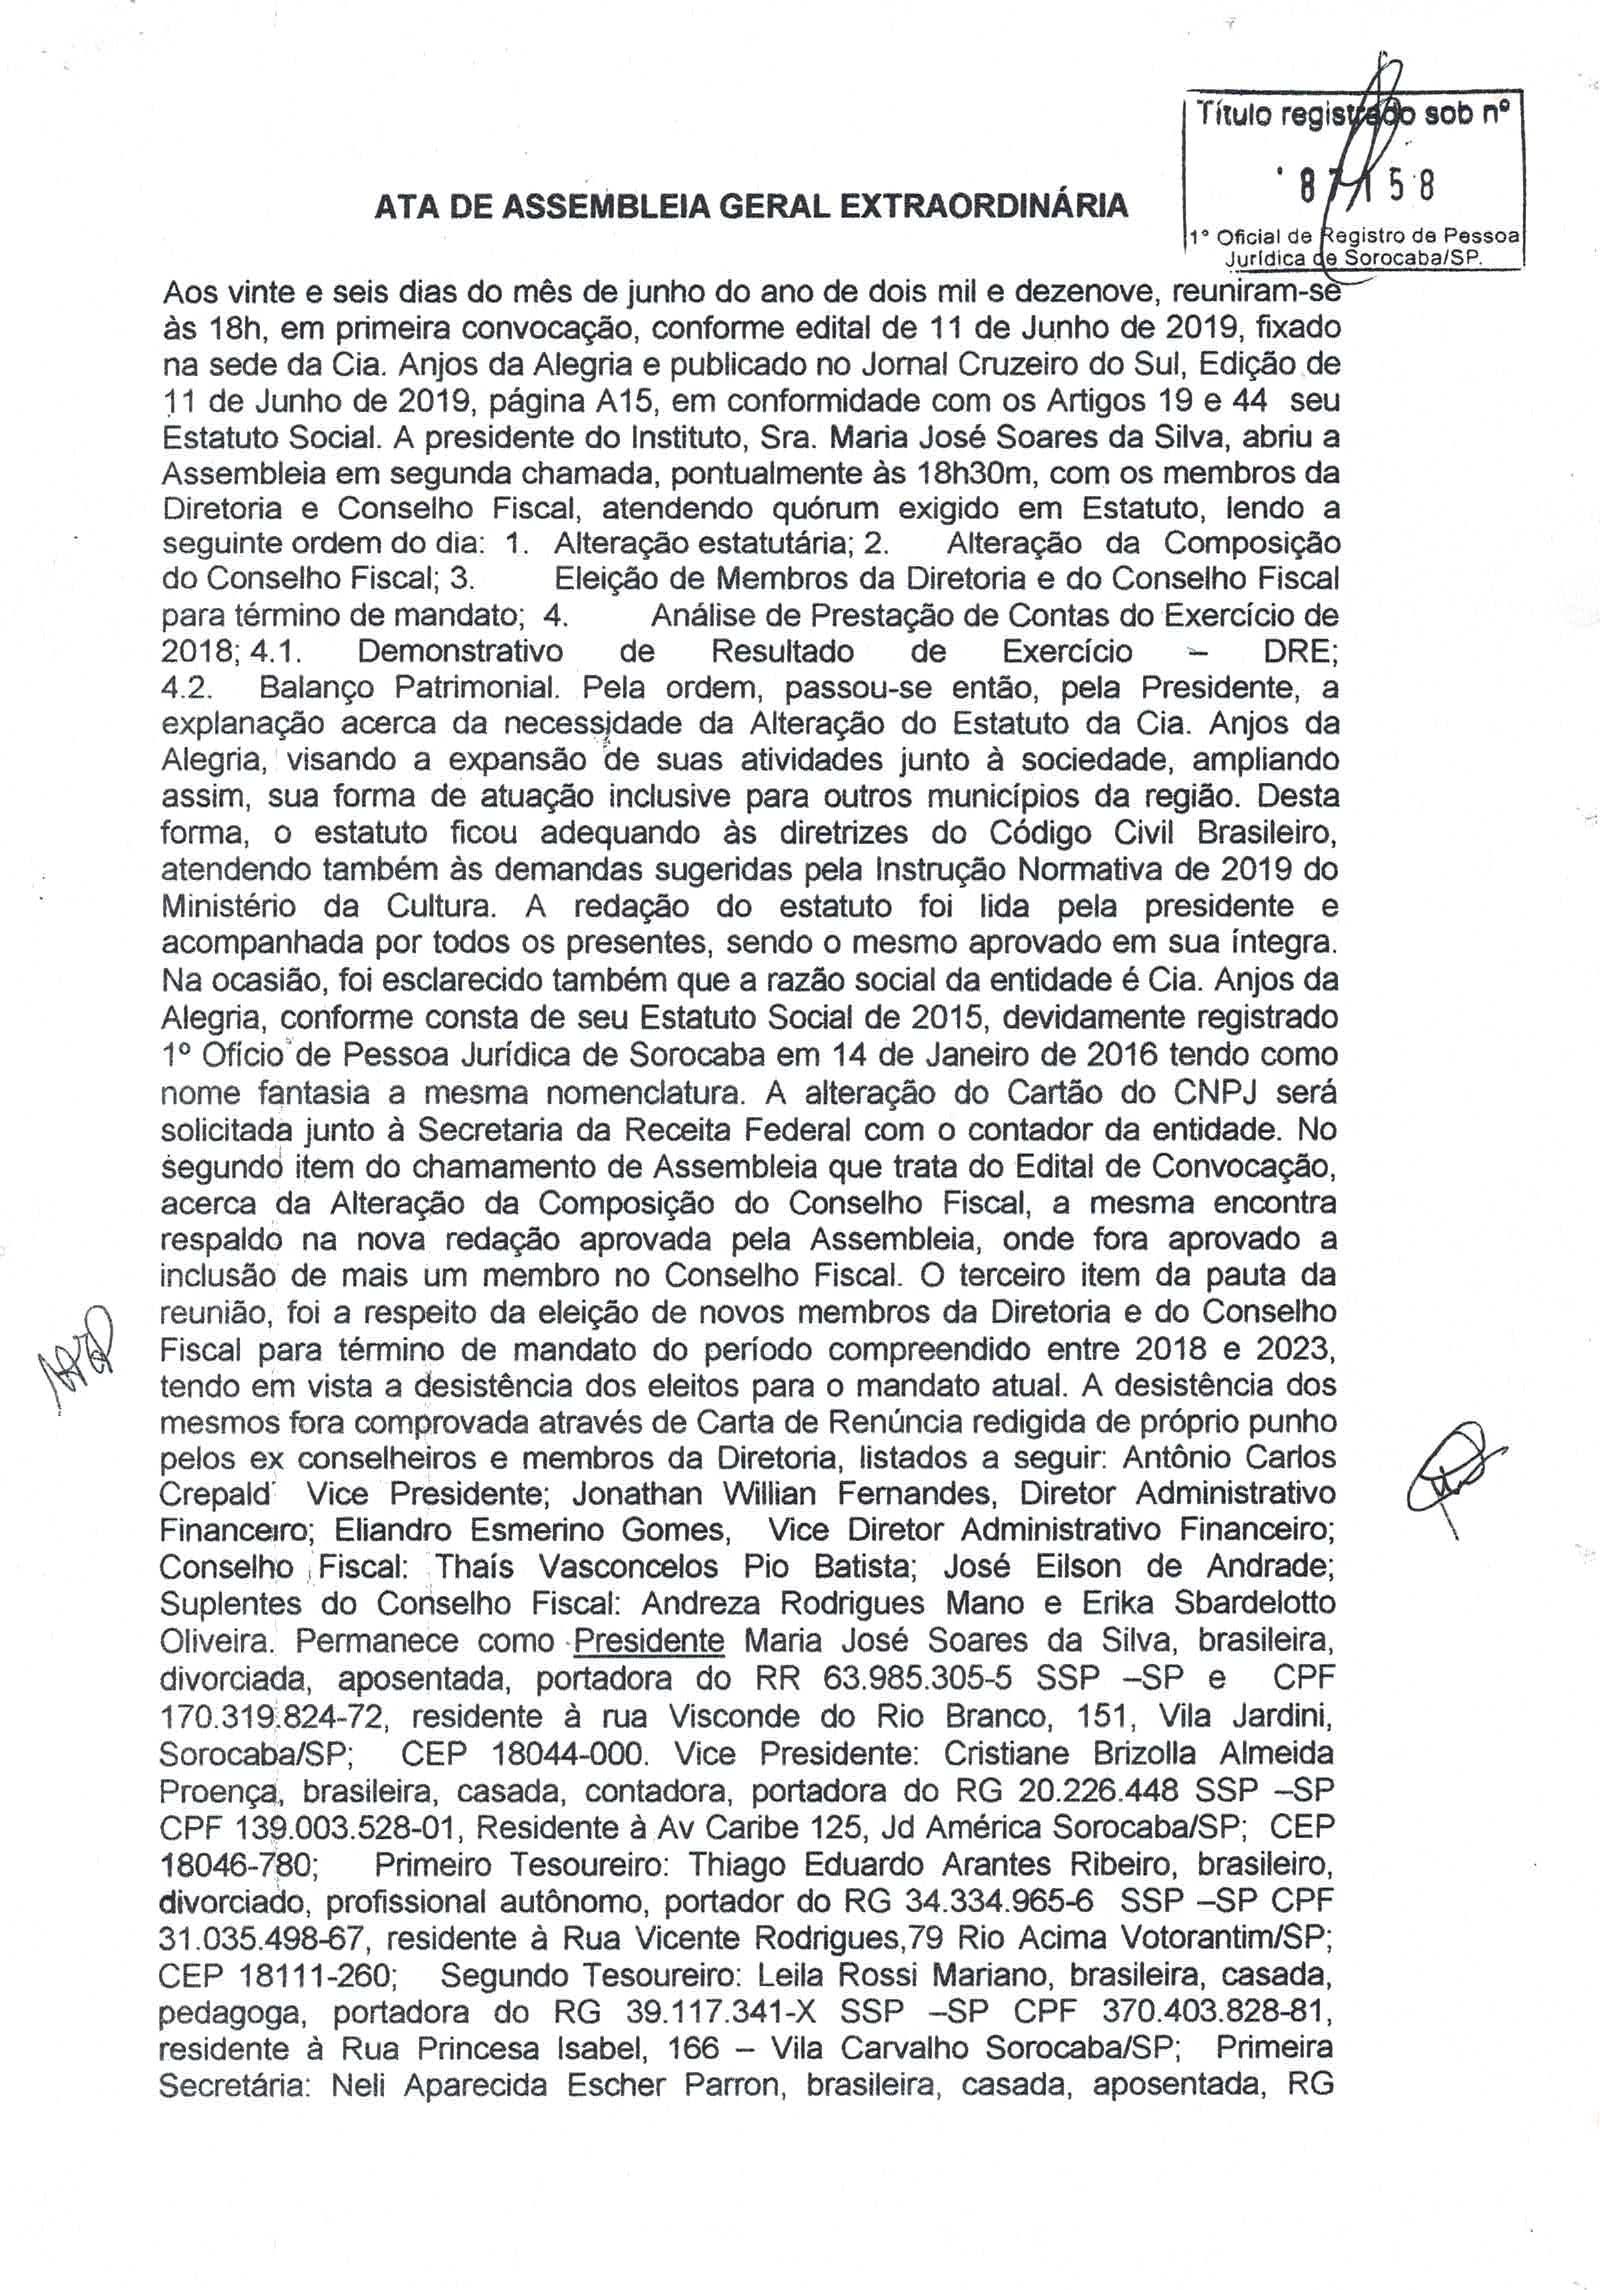 Título registrado sob nº
ATA DE ASSEMBLEIA GERAL EXTRAORDINÁRIA
1º Oficial de Registro de Pessoa
Jurídica de Sorocaba/SP.
Aos vinte e seis dias do mês de junho do ano de dois mil e dezenove, reuniram-se
às 18h, em primeira convocação, conforme edital de 11 de Junho de 2019, fixado
na sede da Cia. Anjos da Alegria e publicado no Jornal Cruzeiro do Sul, Edição de
11 de Junho de 2019, página A15, em conformidade com os Artigos 19 e 44 seu
Estatuto Social. A presidente do Instituto, Sra. Maria José Soares da Silva, abriu a
Assembleia em segunda chamada, pontualmente às 18h30m, com os membros da
Diretoria e Conselho Fiscal, atendendo quórum exigido em Estatuto, lendo a
seguinte ordem do dia: 1. Alteração estatutária; 2. Alteração da Composição
do Conselho Fiscal; 3. Eleição de Membros da Diretoria e do Conselho Fiscal
para término de mandato; 4. Análise de Prestação de Contas do Exercício de
2018; 4.1. Demonstrativo de Resultado de Exercício – DRE;
4.2. Balanço Patrimonial. Pela ordem, passou-se então, pela Presidente, a
explanação acerca da necessidade da Alteração do Estatuto da Cia. Anjos da
Alegria, visando a expansão de suas atividades junto à sociedade, ampliando
assim, sua forma de atuação inclusive para outros municípios da região. Desta
forma, o estatuto ficou adequando às diretrizes do Código Civil Brasileiro,
atendendo também às demandas sugeridas pela Instrução Normativa de 2019 do
Ministério da Cultura. A redação do estatuto foi lida pela presidente e
acompanhada por todos os presentes, sendo o mesmo aprovado em sua íntegra.
Na ocasião, foi esclarecido também que a razão social da entidade é Cia. Anjos da
Alegria, conforme consta de seu Estatuto Social de 2015, devidamente registrado
1º Ofício de Pessoa Jurídica de Sorocaba em 14 de Janeiro de 2016 tendo como
nome fantasia a mesma nomenclatura. A alteração do Cartão do CNPJ será
solicitada junto à Secretaria da Receita Federal com o contador da entidade. No
segundo item do chamamento de Assembleia que trata do Edital de Convocação,
acerca da Alteração da Composição do Conselho Fiscal, a mesma encontra
respaldo na nova redação aprovada pela Assembleia, onde fora aprovado a
inclusão de mais um membro no Conselho Fiscal. O terceiro item da pauta da
reunião, foi a respeito da eleição de novos membros da Diretoria e do Conselho
Fiscal para término de mandato do período compreendido entre 2018 e 2023,
tendo em vista a desistência dos eleitos para o mandato atual. A desistência dos
mesmos fora comprovada através de Carta de Renúncia redigida de próprio punho
pelos ex conselheiros e membros da Diretoria, listados a seguir: Antônio Carlos
Crepald Vice Presidente; Jonathan Willian Fernandes, Diretor Administrativo
Financeiro; Eliandro Esmerino Gomes, Vice Diretor Administrativo Financeiro;
Conselho Fiscal: Thaís Vasconcelos Pio Batista; José Eilson de Andrade;
Suplentes do Conselho Fiscal: Andreza Rodrigues Mano e Erika Sbardelotto
Oliveira. Permanece como Presidente Maria José Soares da Silva, brasileira,
divorciada, aposentada, portadora do RR 63.985.305-5 SSP –SP e CPF
170.319.824-72, residente à rua Visconde do Rio Branco, 151, Vila Jardini,
Sorocaba/SP; CEP 18044-000. Vice Presidente: Cristiane Brizolla Almeida
Proença, brasileira, casada, contadora, portadora do RG 20.226.448 SSP –SP
CPF 139.003.528-01, Residente à Av Caribe 125, Jd América Sorocaba/SP; CEP
18046-780; Primeiro Tesoureiro: Thiago Eduardo Arantes Ribeiro, brasileiro,
divorciado, profissional autônomo, portador do RG 34.334.965-6 SSP –SP CPF
31.035.498-67, residente à Rua Vicente Rodrigues,79 Rio Acima Votorantim/SP;
CEP 18111-260; Segundo Tesoureiro: Leila Rossi Mariano, brasileira, casada,
pedagoga, portadora do RG 39.117.341-X SSP –SP CPF 370.403.828-81,
residente à Rua Princesa Isabel, 166 – Vila Carvalho Sorocaba/SP; Primeira
Secretária: Neli Aparecida Escher Parron, brasileira, casada, aposentada, RG